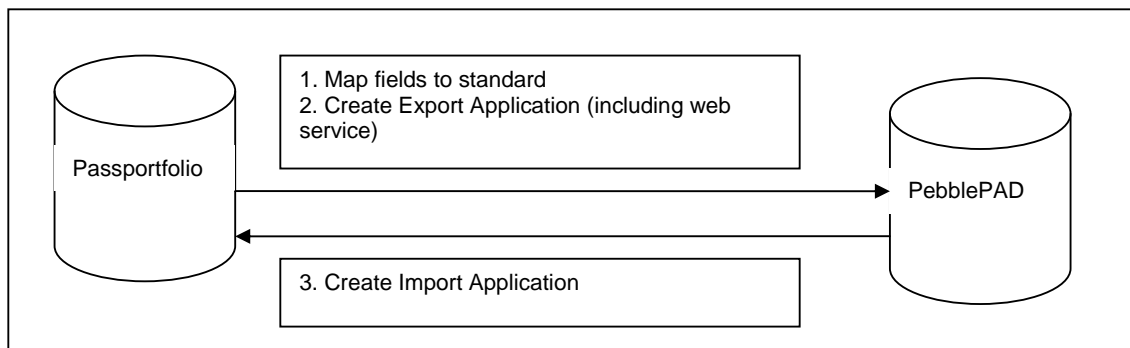 1. Map fields to standard
2. Create Export Application (including web
service)
Passportfolio
PebblePAD
3. Create Import Application